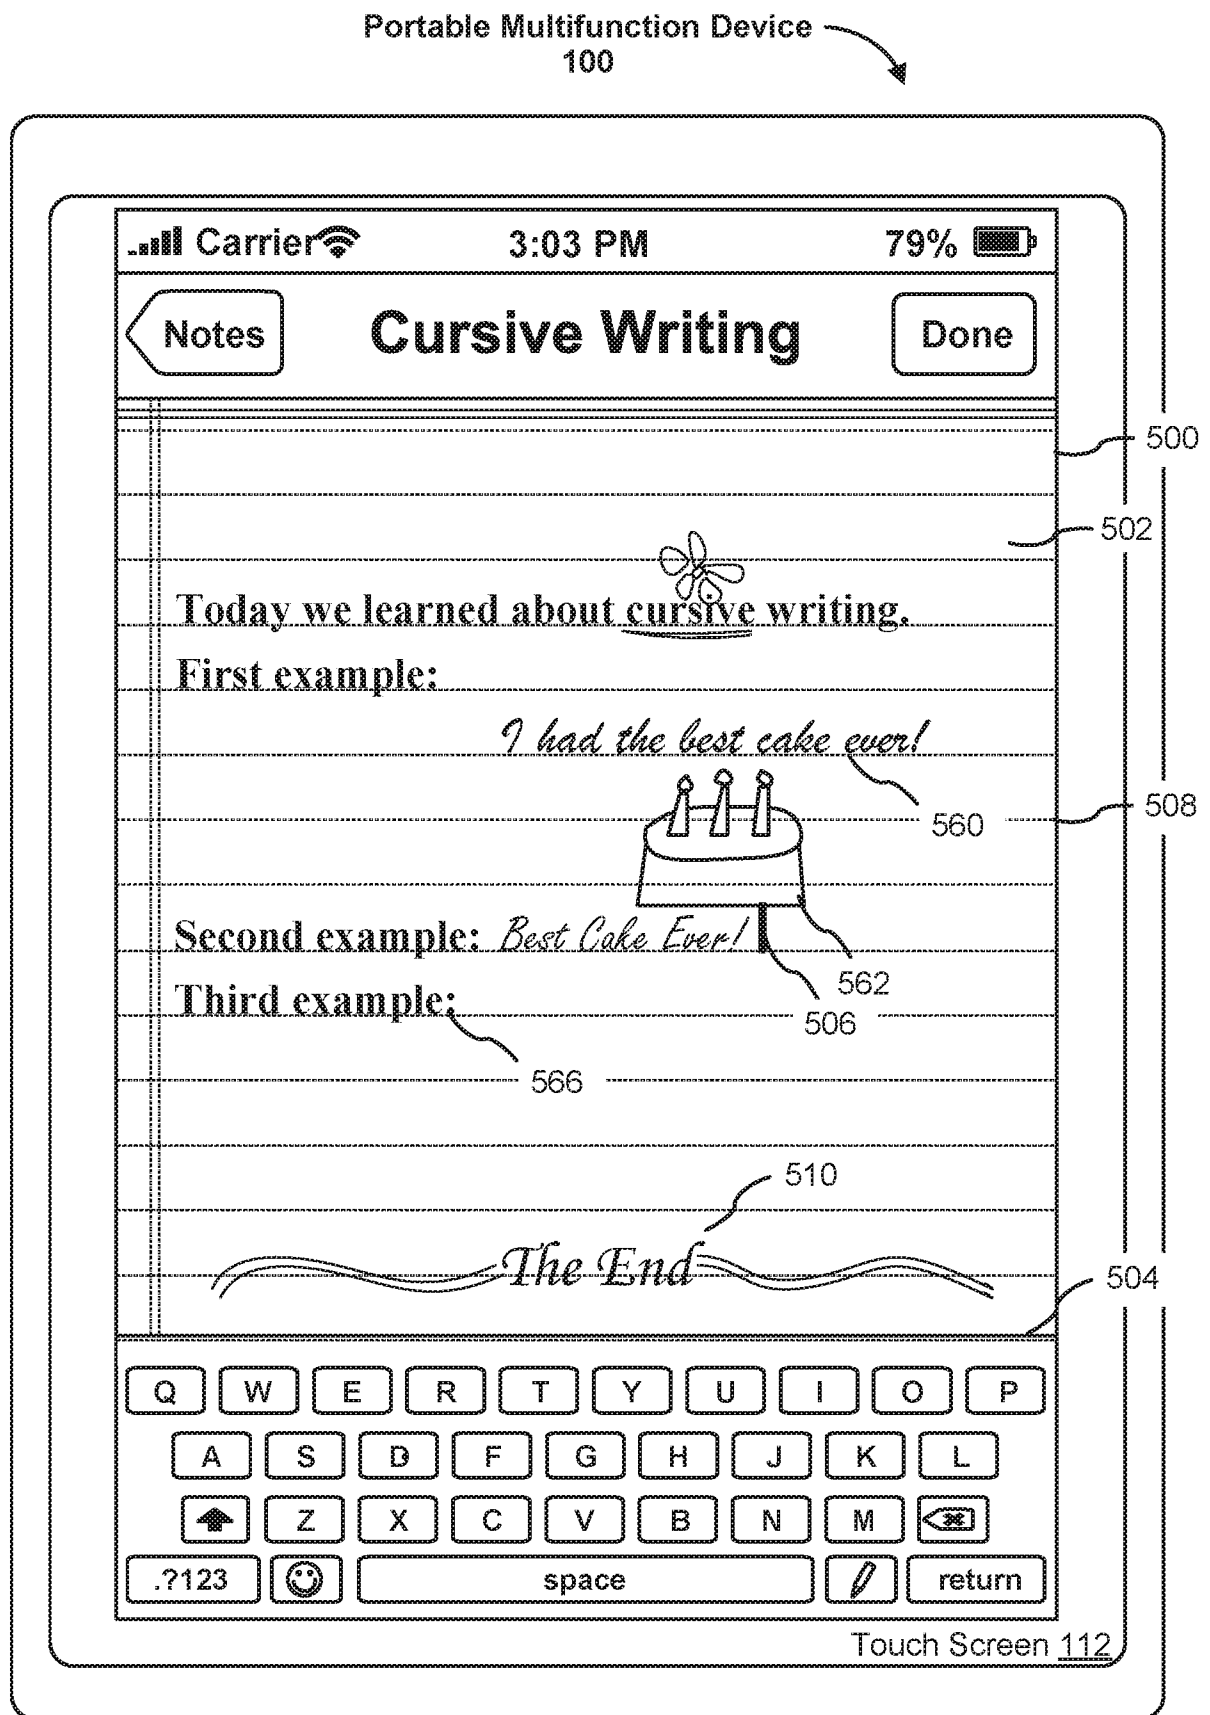 Portable Multifunction Device
100
Carrier 3:03 PM 79%
Notes Cursive Writing Done
500
502
Today we learned about cursive writing.
First example:
I had the best cake ever!
560
508
Second example: Best Cake Ever!
562
Third example:
506
566
510
The End
504
Q W E R T Y U I O P
A S D F G H J K L
Z X C V B N M
.?123 space return
Touch Screen 112